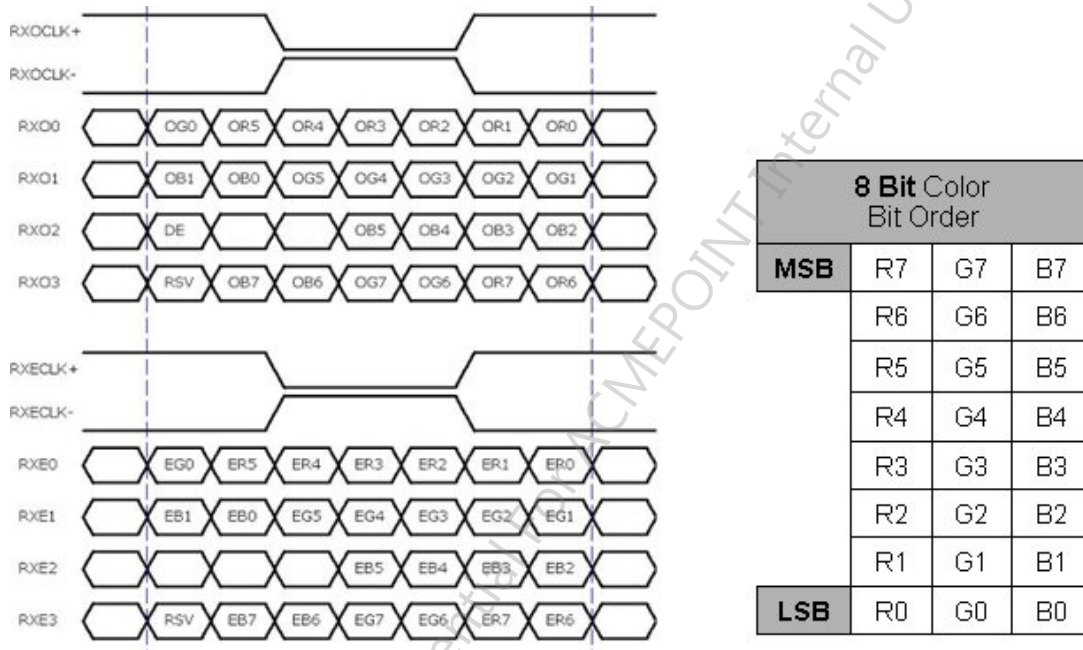 RXOCLK+
RXOCLK-
RXO0 OG0 OR5 OR4 OR3 OR2 OR1 OR0
RXO1 OB1 OB0 OG5 OG4 OG3 OG2 OG1
RXO2 DE OB5 OB4 OB3 OB2
RXO3 RSV OB7 OB6 OG7 OG6 OR7 OR6
RXECLK+
RXECLK-
RXE0 EG0 ER5 ER4 ER3 ER2 ER1 ER0
RXE1 EB1 EB0 EG5 EG4 EG3 EG2 EG1
RXE2 EB5 EB4 EB3 EB2
RXE3 RSV EB7 EB6 EG7 EG6 ER7 ER6
8 Bit Color
Bit Order
MSB R7 G7 B7
R6 G6 B6
R5 G5 B5
R4 G4 B4
R3 G3 B3
R2 G2 B2
R1 G1 B1
LSB R0 G0 B0
ential For ACMEPOINT Internal U